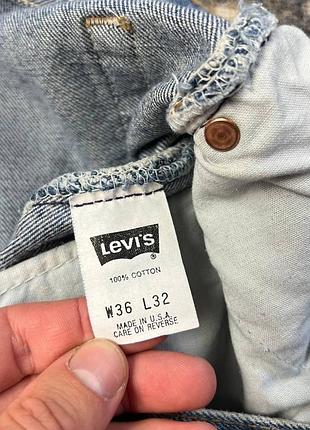 Levi's
®
100% COTTON
W36 L32
MADE IN U.S.A.
CARE ON REVERSE